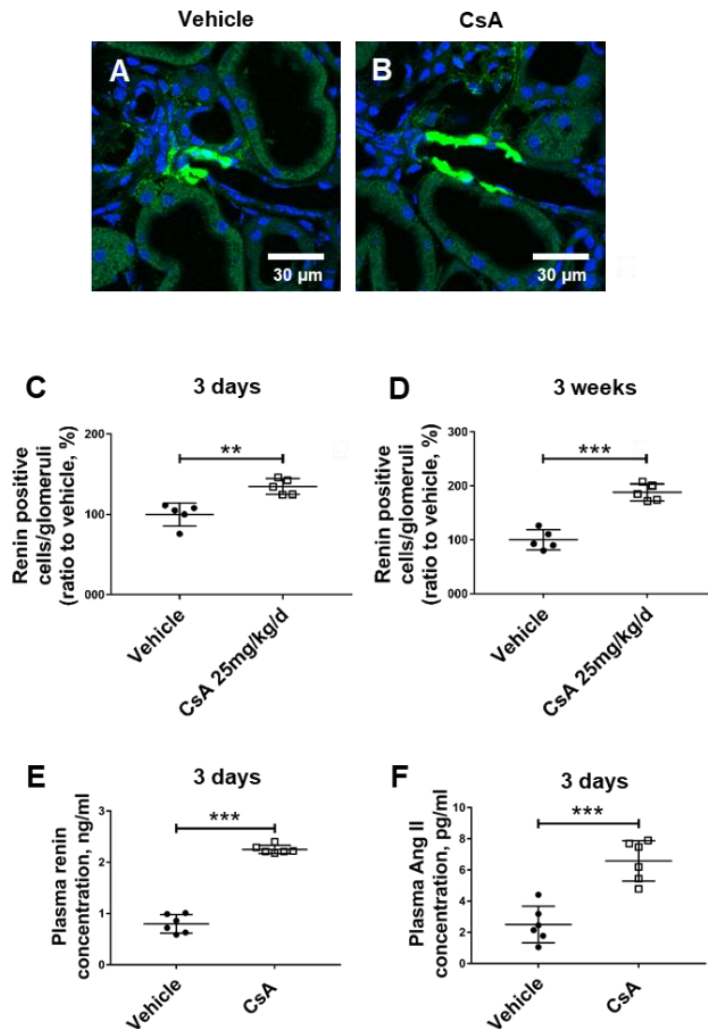 Vehicle CsA
A B
30 µm 30 µm
C 3 days
Renin positive
cells/glomeruli
(ratio to vehicle, %)
200
100
000
**
Vehicle
CsA 25mg/kg/d
D 3 weeks
Renin positive
cells/glomeruli
(ratio to vehicle, %)
300
200
100
000
***
Vehicle
CsA 25mg/kg/d
E 3 days
Plasma renin
concentration, ng/ml
3
2
1
0
***
Vehicle
CsA
F 3 days
Plasma Ang II
concentration, pg/ml
10
8
6
4
2
0
***
Vehicle
CsA